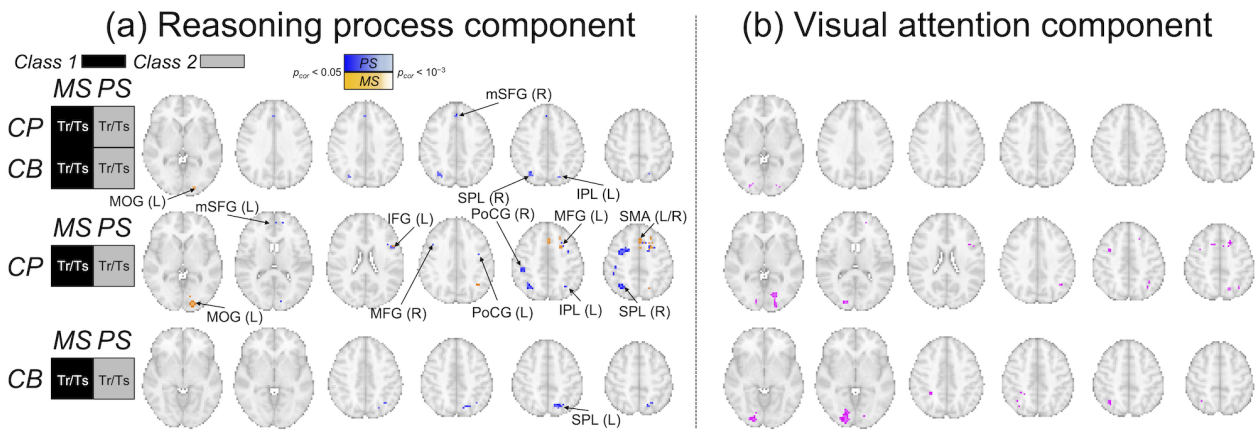 (a) Reasoning process component
(b) Visual attention component
Class 1 Class 2
p_cor < 0.05 PS p_cor < 10⁻³
MS
MS PS
CP Tr/Ts Tr/Ts
CB Tr/Ts Tr/Ts
mSFG (R)
MOG (L)
SPL (R)
IPL (L)
mSFG (L)
IFG (L)
PoCG (R)
MFG (L)
SMA (L/R)
CP Tr/Ts Tr/Ts
MOG (L)
MFG (R)
PoCG (L)
IPL (L)
SPL (R)
MS PS
CB Tr/Ts Tr/Ts
SPL (L)